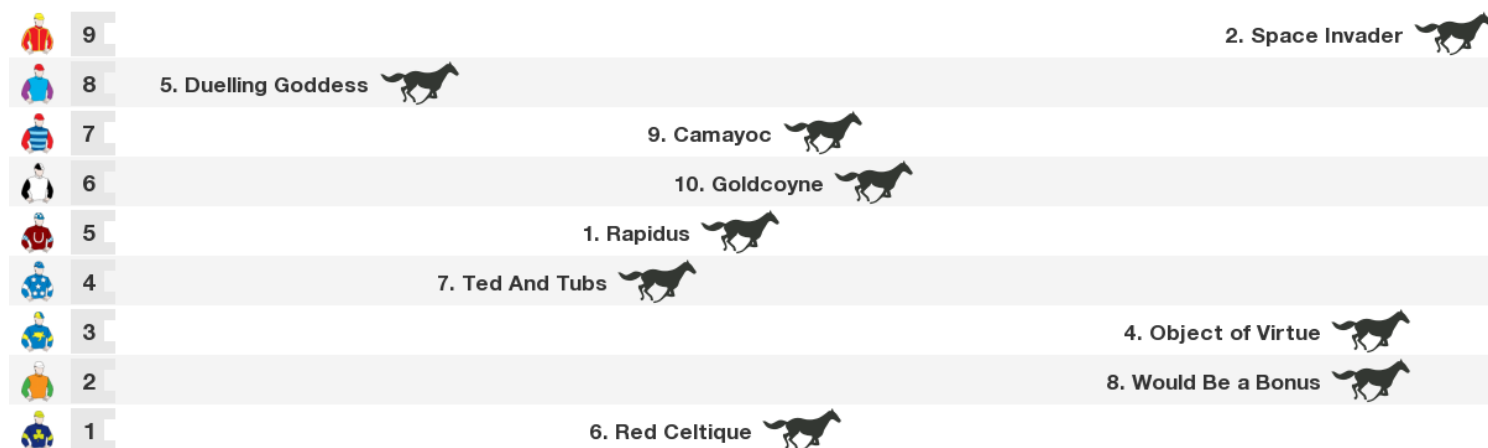 9 2. Space Invader
8 5. Duelling Goddess
7 9. Camayoc
6 10. Goldcoyne
5 1. Rapidus
4 7. Ted And Tubs
3 4. Object of Virtue
2 8. Would Be a Bonus
1 6. Red Celtique